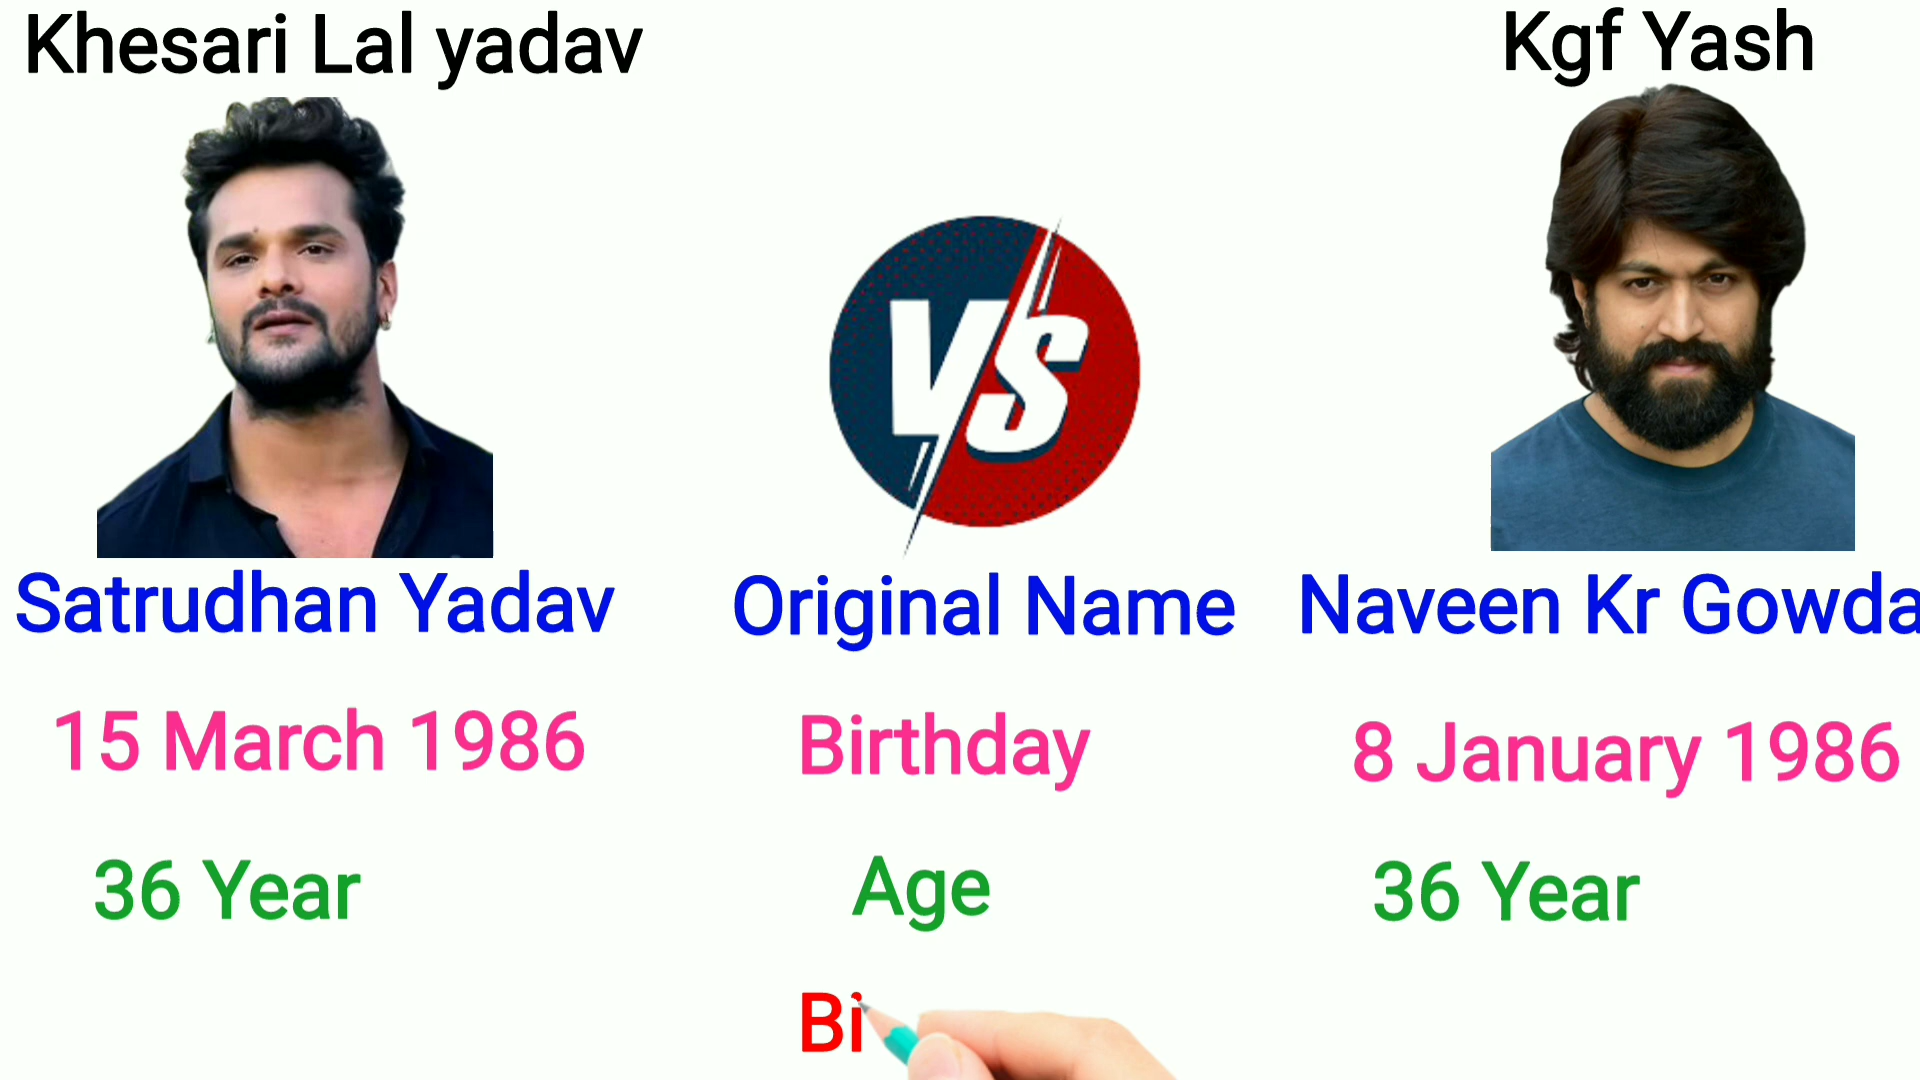 Khesari Lal yadav
Kgf Yash
VS
Satrudhan Yadav
Original Name
Naveen Kr Gowda
15 March 1986
Birthday
8 January 1986
36 Year
Age
36 Year
Bi